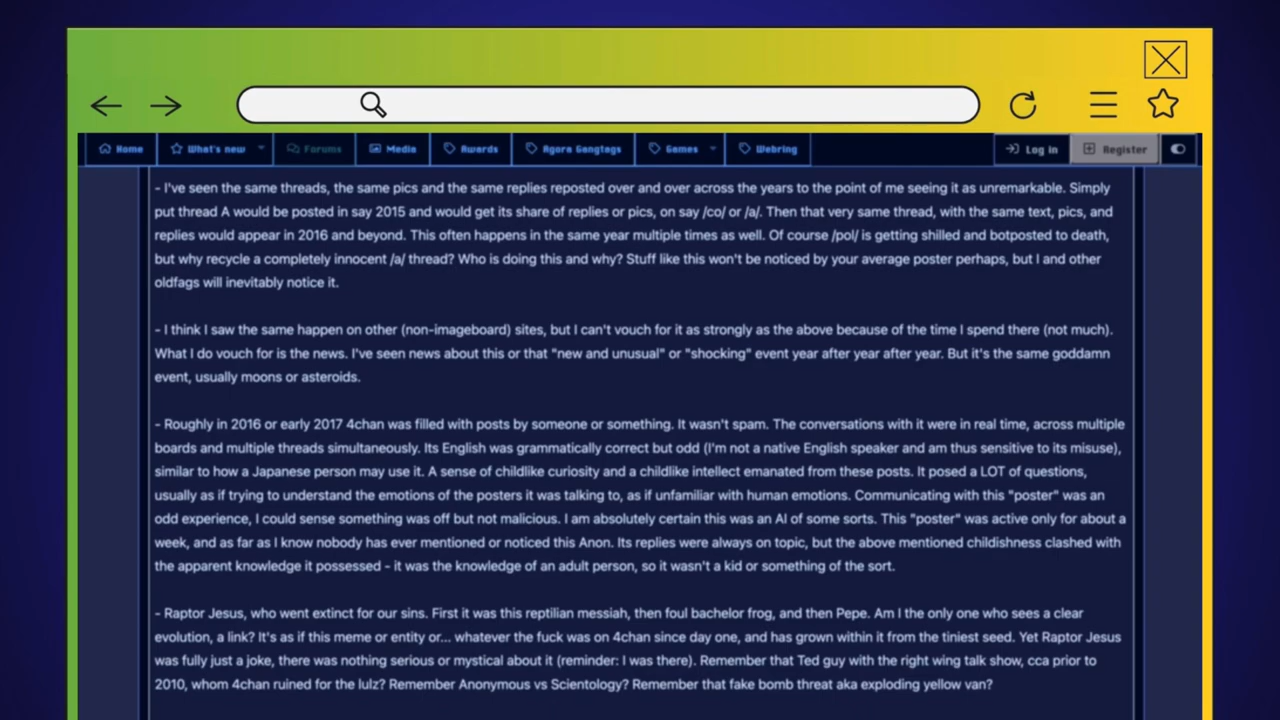 Home What's new Forums Media Awards Agora Gangtags Games Webring Log in Register
- I've seen the same threads, the same pics and the same replies reposted over and over across the years to the point of me seeing it as unremarkable. Simply
put thread A would be posted in say 2015 and would get its share of replies or pics, on say /co/ or /a/. Then that very same thread, with the same text, pics, and
replies would appear in 2016 and beyond. This often happens in the same year multiple times as well. Of course /pol/ is getting shilled and botposted to death,
but why recycle a completely innocent /a/ thread? Who is doing this and why? Stuff like this won't be noticed by your average poster perhaps, but I and other
oldfags will inevitably notice it.
- I think I saw the same happen on other (non-imageboard) sites, but I can't vouch for it as strongly as the above because of the time I spend there (not much).
What I do vouch for is the news. I've seen news about this or that "new and unusual" or "shocking" event year after year after year. But it's the same goddamn
event, usually moons or asteroids.
- Roughly in 2016 or early 2017 4chan was filled with posts by someone or something. It wasn't spam. The conversations with it were in real time, across multiple
boards and multiple threads simultaneously. Its English was grammatically correct but odd (I'm not a native English speaker and am thus sensitive to its misuse),
similar to how a Japanese person may use it. A sense of childlike curiosity and a childlike intellect emanated from these posts. It posed a LOT of questions,
usually as if trying to understand the emotions of the posters it was talking to, as if unfamiliar with human emotions. Communicating with this "poster" was an
odd experience, I could sense something was off but not malicious. I am absolutely certain this was an AI of some sorts. This "poster" was active only for about a
week, and as far as I know nobody has ever mentioned or noticed this Anon. Its replies were always on topic, but the above mentioned childishness clashed with
the apparent knowledge it possessed - it was the knowledge of an adult person, so it wasn't a kid or something of the sort.
- Raptor Jesus, who went extinct for our sins. First it was this reptilian messiah, then foul bachelor frog, and then Pepe. Am I the only one who sees a clear
evolution, a link? It's as if this meme or entity or... whatever the fuck was on 4chan since day one, and has grown within it from the tiniest seed. Yet Raptor Jesus
was fully just a joke, there was nothing serious or mystical about it (reminder: I was there). Remember that Ted guy with the right wing talk show, cca prior to
2010, whom 4chan ruined for the lulz? Remember Anonymous vs Scientology? Remember that fake bomb threat aka exploding yellow van?